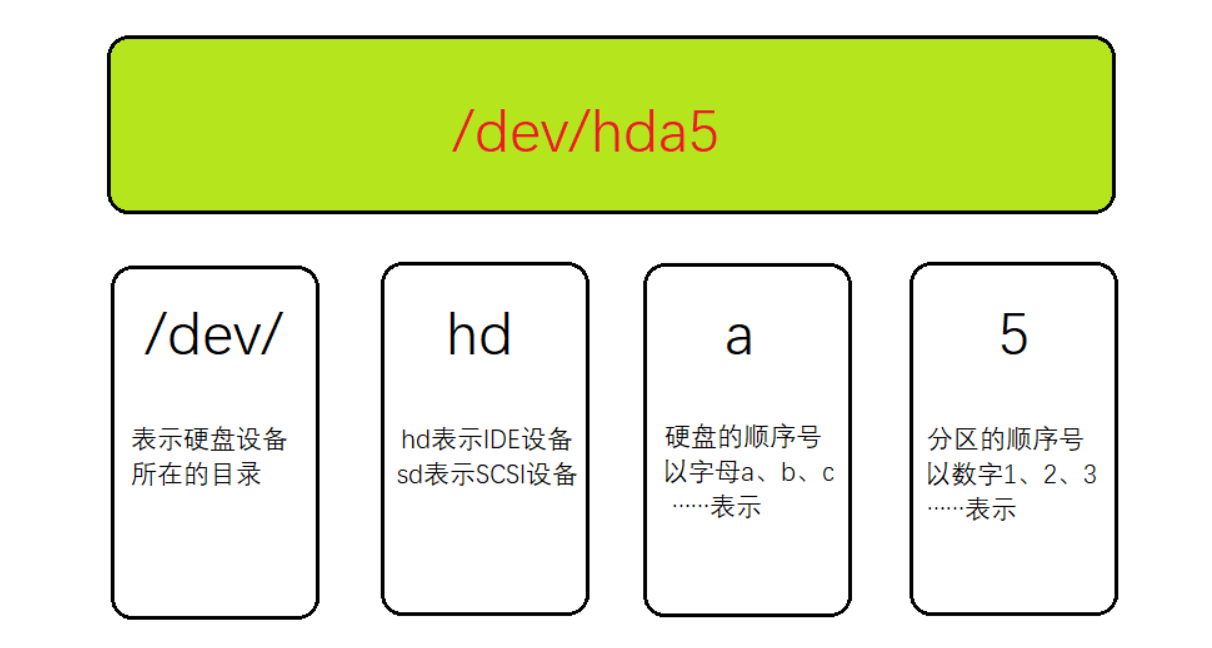 /dev/hda5
/dev/
表示硬盘设备
所在的目录
hd
hd表示IDE设备
sd表示SCSI设备
a
硬盘的顺序号
以字母a、b、c
……表示
5
分区的顺序号
以数字1、2、3
……表示